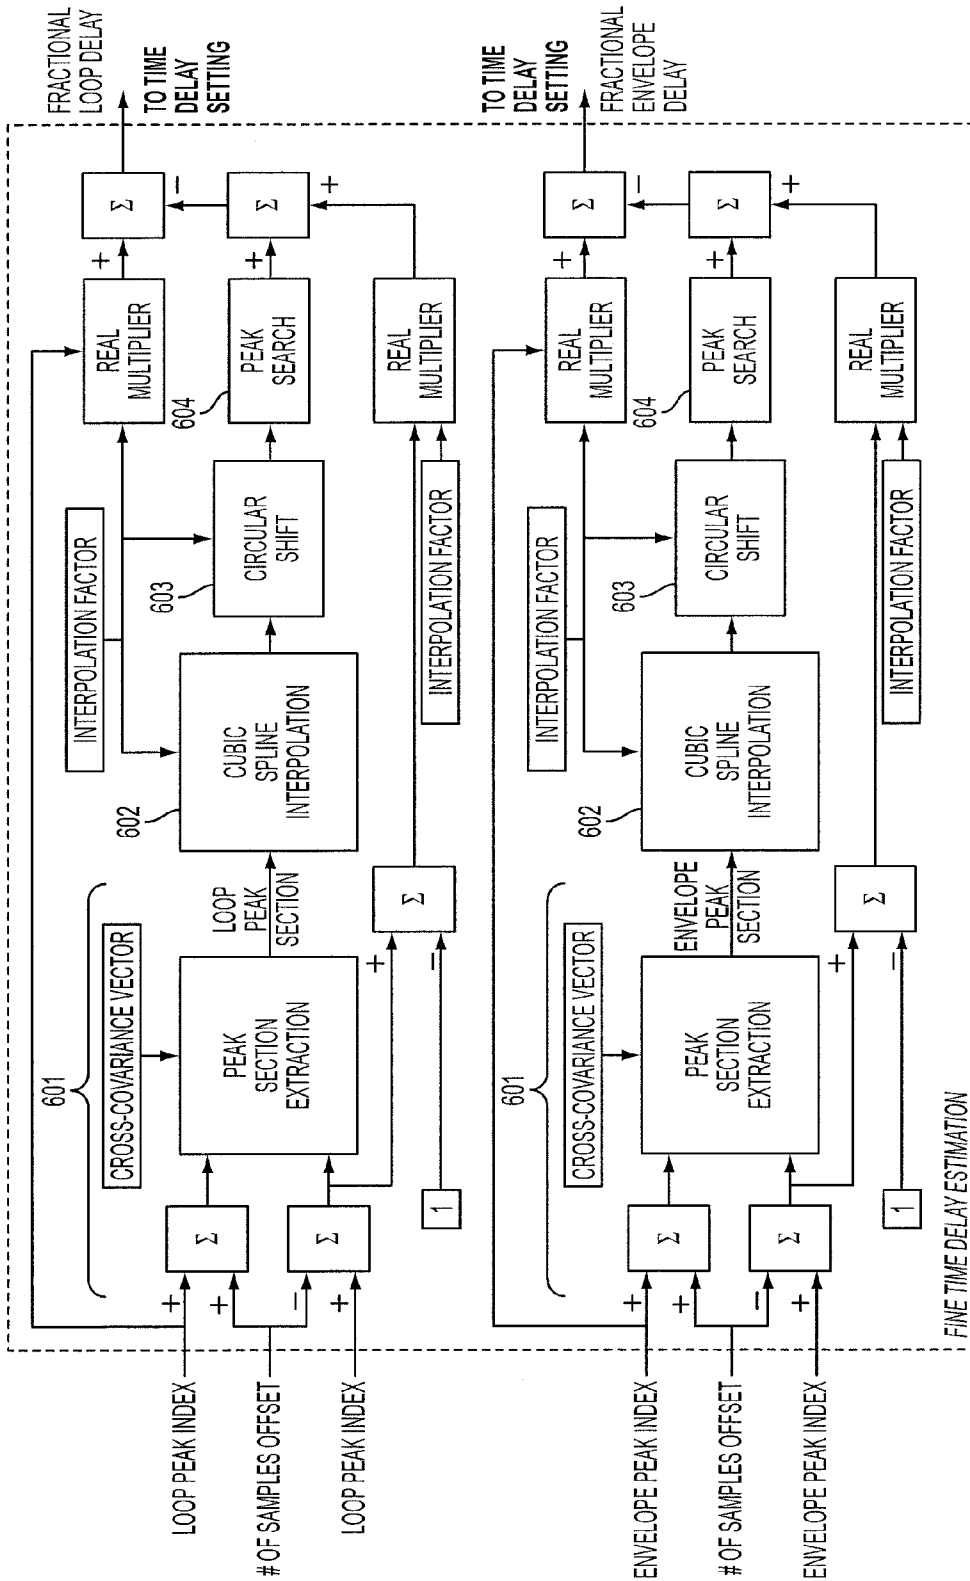 LOOP PEAK INDEX
# OF SAMPLES OFFSET
LOOP PEAK INDEX
+
+
−
+
Σ
Σ
1
601
CROSS-COVARIANCE VECTOR
PEAK
SECTION
EXTRACTION
+
−
Σ
LOOP
PEAK
SECTION
602
CUBIC
SPLINE
INTERPOLATION
INTERPOLATION FACTOR
603
CIRCULAR
SHIFT
INTERPOLATION FACTOR
REAL
MULTIPLIER
604
PEAK
SEARCH
REAL
MULTIPLIER
+
+
+
−
Σ
Σ
FRACTIONAL
LOOP DELAY
TO TIME
DELAY
SETTING
ENVELOPE PEAK INDEX
# OF SAMPLES OFFSET
ENVELOPE PEAK INDEX
+
+
−
+
Σ
Σ
1
601
CROSS-COVARIANCE VECTOR
PEAK
SECTION
EXTRACTION
+
−
Σ
ENVELOPE
PEAK
SECTION
602
CUBIC
SPLINE
INTERPOLATION
INTERPOLATION FACTOR
603
CIRCULAR
SHIFT
INTERPOLATION FACTOR
REAL
MULTIPLIER
604
PEAK
SEARCH
REAL
MULTIPLIER
+
+
+
−
Σ
Σ
TO TIME
DELAY
SETTING
FRACTIONAL
ENVELOPE
DELAY
FINE TIME DELAY ESTIMATION